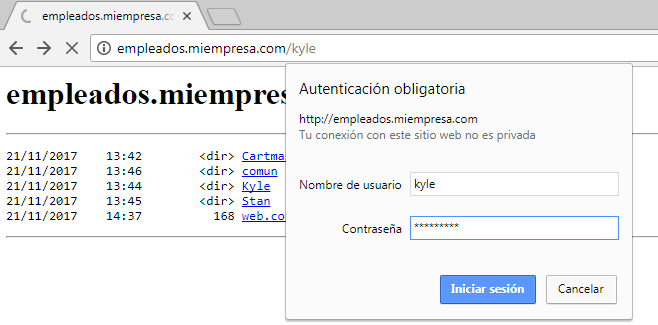 empleados.miempresa.co
empleados.miempresa.com/kyle
empleados.miempres
Autenticación obligatoria
http://empleados.miempresa.com
Tu conexión con este sitio web no es privada
21/11/2017 13:42 <dir> Cartma
21/11/2017 13:46 <dir> comun
21/11/2017 13:44 <dir> Kyle
21/11/2017 13:45 <dir> Stan
21/11/2017 14:37 168 web.co
Nombre de usuario kyle
Contraseña *********
Iniciar sesión Cancelar